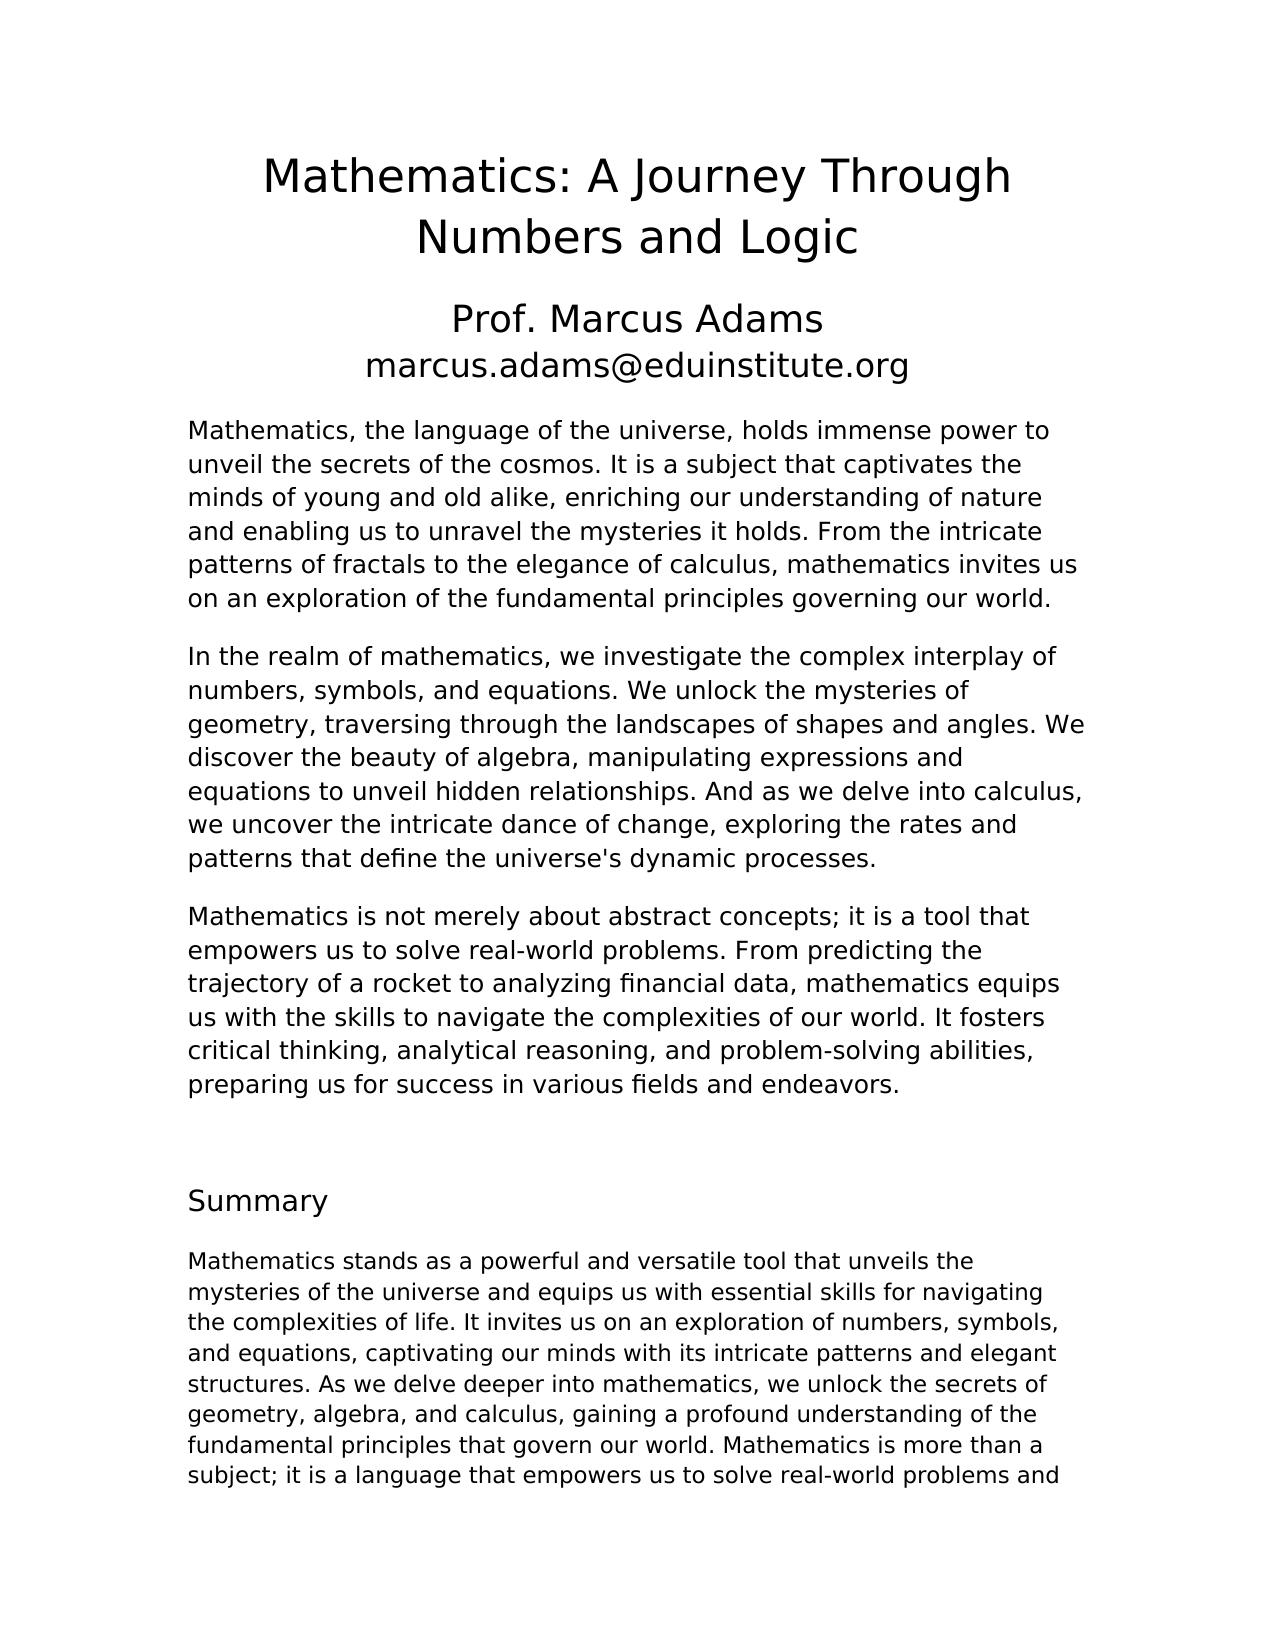 Mathematics: A Journey Through
Numbers and Logic
Prof. Marcus Adams
marcus.adams@eduinstitute.org
Mathematics, the language of the universe, holds immense power to
unveil the secrets of the cosmos. It is a subject that captivates the
minds of young and old alike, enriching our understanding of nature
and enabling us to unravel the mysteries it holds. From the intricate
patterns of fractals to the elegance of calculus, mathematics invites us
on an exploration of the fundamental principles governing our world.
In the realm of mathematics, we investigate the complex interplay of
numbers, symbols, and equations. We unlock the mysteries of
geometry, traversing through the landscapes of shapes and angles. We
discover the beauty of algebra, manipulating expressions and
equations to unveil hidden relationships. And as we delve into calculus,
we uncover the intricate dance of change, exploring the rates and
patterns that define the universe's dynamic processes.
Mathematics is not merely about abstract concepts; it is a tool that
empowers us to solve real-world problems. From predicting the
trajectory of a rocket to analyzing financial data, mathematics equips
us with the skills to navigate the complexities of our world. It fosters
critical thinking, analytical reasoning, and problem-solving abilities,
preparing us for success in various fields and endeavors.
Summary
Mathematics stands as a powerful and versatile tool that unveils the
mysteries of the universe and equips us with essential skills for navigating
the complexities of life. It invites us on an exploration of numbers, symbols,
and equations, captivating our minds with its intricate patterns and elegant
structures. As we delve deeper into mathematics, we unlock the secrets of
geometry, algebra, and calculus, gaining a profound understanding of the
fundamental principles that govern our world. Mathematics is more than a
subject; it is a language that empowers us to solve real-world problems and